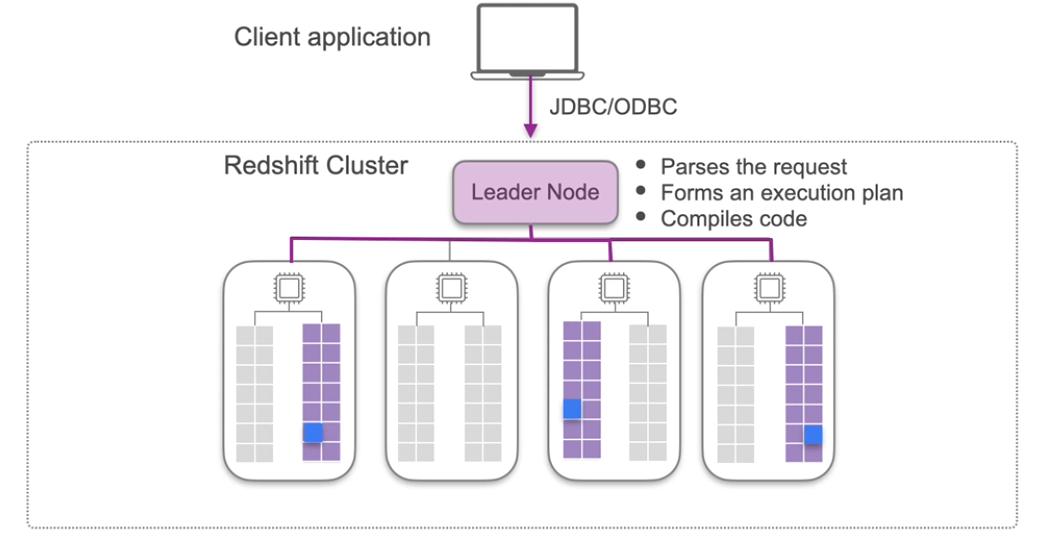 Client application
JDBC/ODBC
Redshift Cluster
Leader Node
• Parses the request
• Forms an execution plan
• Compiles code